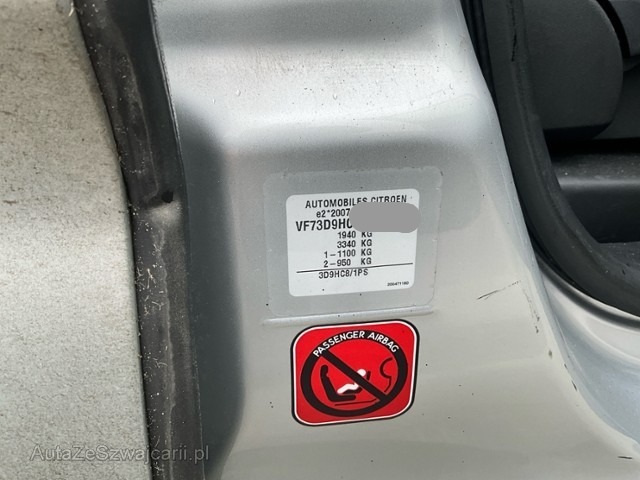 AUTOMOBILES CITROEN
e2*2007
VF73D9HC
1940 KG
3340 KG
1-1100 KG
2-950 KG
3D9HC8/1PS
PASSENGER AIRBAG
AutaZeSzwajcarii.pl